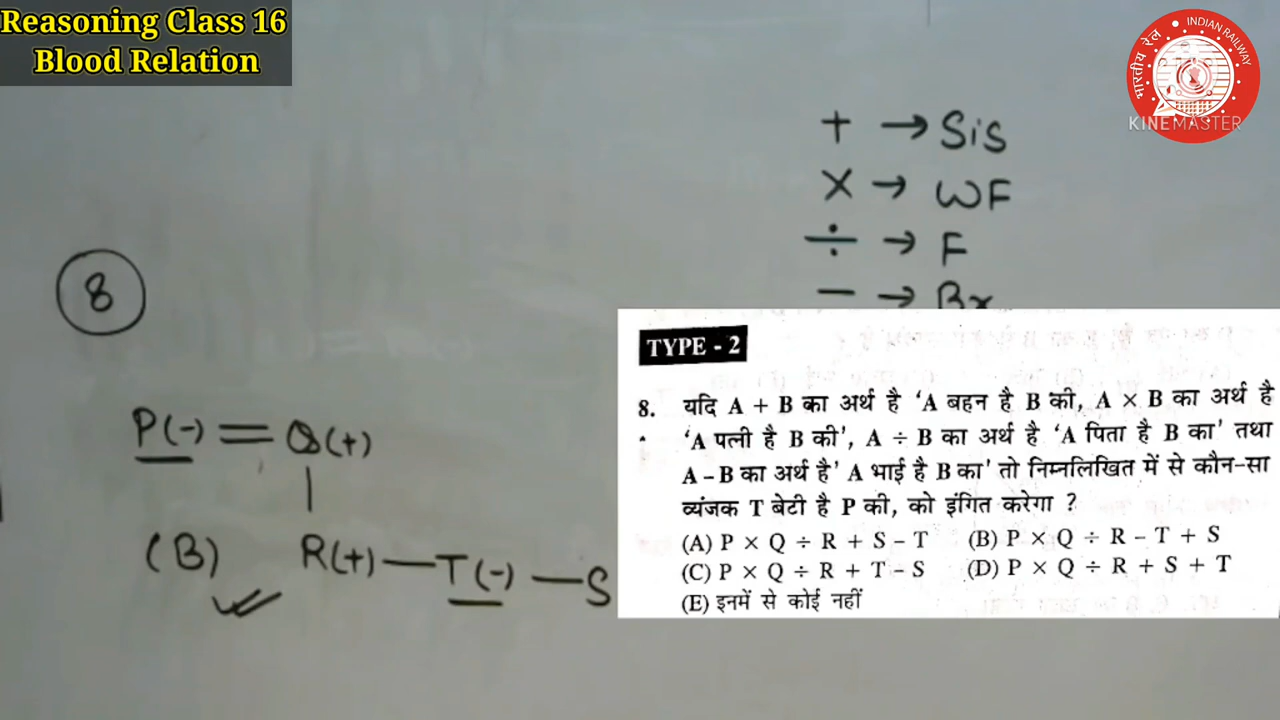 Reasoning Class 16
Blood Relation
भारतीय रेल INDIAN RAILWAY
KINEMASTER
+ → Sis
× → WF
÷ → F
− → Br
8
P(-) = Q(+)
(B) R(+) — T(-) — S
TYPE - 2
8. यदि A + B का अर्थ है ‘A बहन है B की, A × B का अर्थ है
‘A पत्नी है B की’, A ÷ B का अर्थ है ‘A पिता है B का’ तथा
A – B का अर्थ है’ A भाई है B का’ तो निम्नलिखित में से कौन-सा
व्यंजक T बेटी है P की, को इंगित करेगा ?
(A) P × Q ÷ R + S – T (B) P × Q ÷ R – T + S
(C) P × Q ÷ R + T – S (D) P × Q ÷ R + S + T
(E) इनमें से कोई नहीं